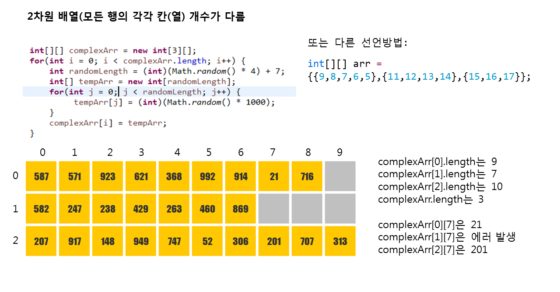 2차원 배열(모든 행의 각각 칸(열) 개수가 다름
int[][] complexArr = new int[3][];
for(int i = 0; i < complexArr.length; i++) {
int randomLength = (int)(Math.random() * 4) + 7;
int[] tempArr = new int[randomLength];
for(int j = 0; j < randomLength; j++) {
tempArr[j] = (int)(Math.random() * 1000);
}
complexArr[i] = tempArr;
}
또는 다른 선언방법:
int[][] arr =
{{9,8,7,6,5},{11,12,13,14},{15,16,17}};
0 1 2 3 4 5 6 7 8 9
0 587 571 923 621 368 992 914 21 716
1 582 247 238 429 263 460 869
2 207 917 148 949 747 52 306 201 707 313
complexArr[0].length는 9
complexArr[1].length는 7
complexArr[2].length는 10
complexArr.length는 3
complexArr[0][7]은 21
complexArr[1][7]은 에러 발생
complexArr[2][7]은 201